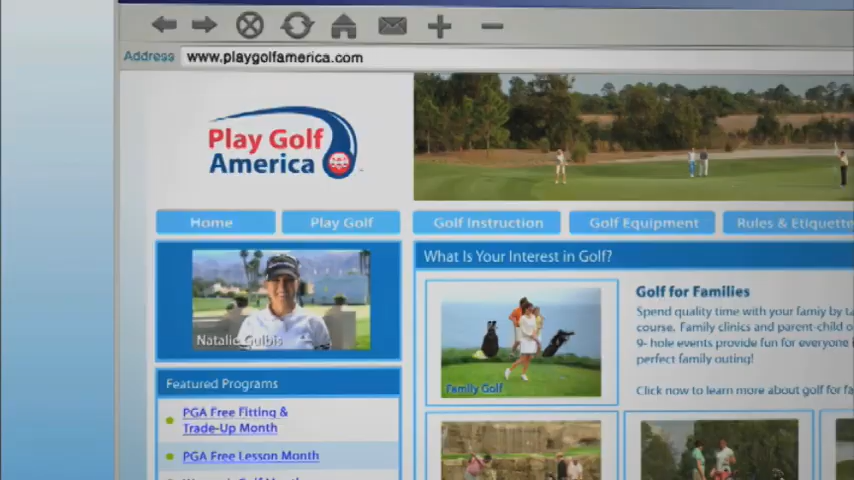 Address www.playgolfamerica.com
Play Golf
America
Home
Play Golf
Golf Instruction
Golf Equipment
Rules & Etiquette
Natalie Gulbis
What Is Your Interest in Golf?
Family Golf
Golf for Families
Spend quality time with your famiy by ta
course. Family clinics and parent-child o
9- hole events provide fun for everyone i
perfect family outing!
Click now to learn more about golf for fa
Featured Programs
PGA Free Fitting &
Trade-Up Month
PGA Free Lesson Month